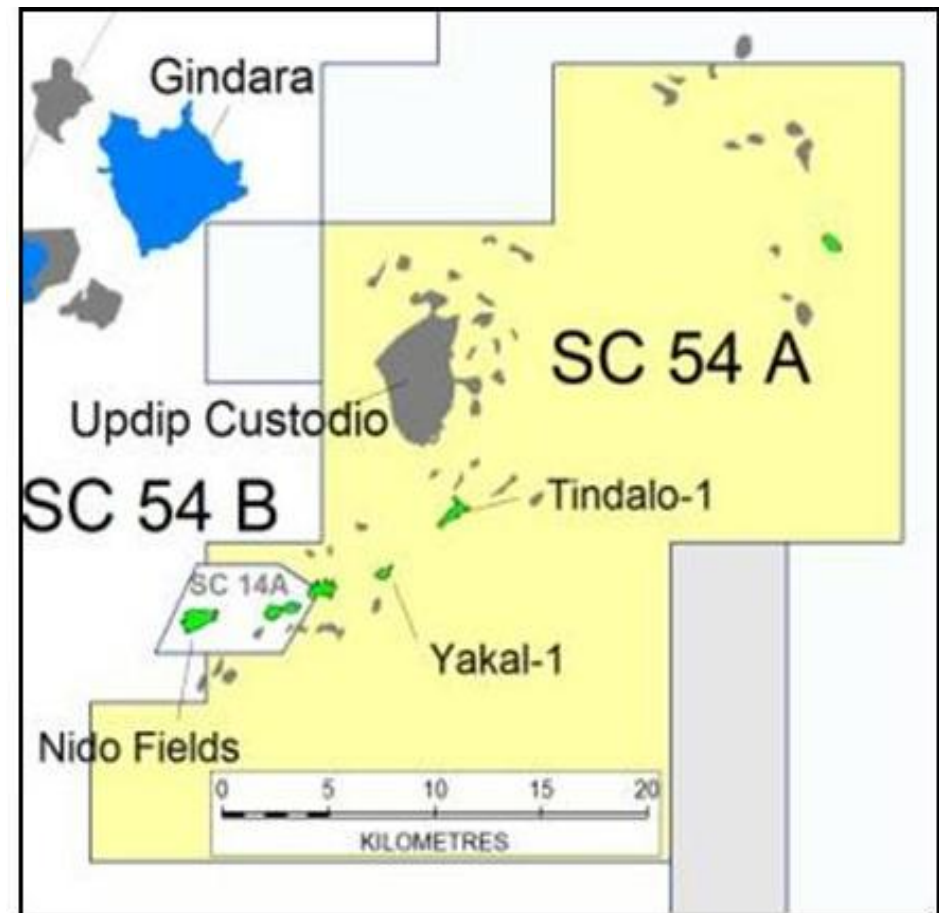 Gindara
SC 54 A
Updip Custodio
SC 54 B
Tindalo-1
SC 14A
Yakal-1
Nido Fields
0 5 10 15 20
KILOMETRES